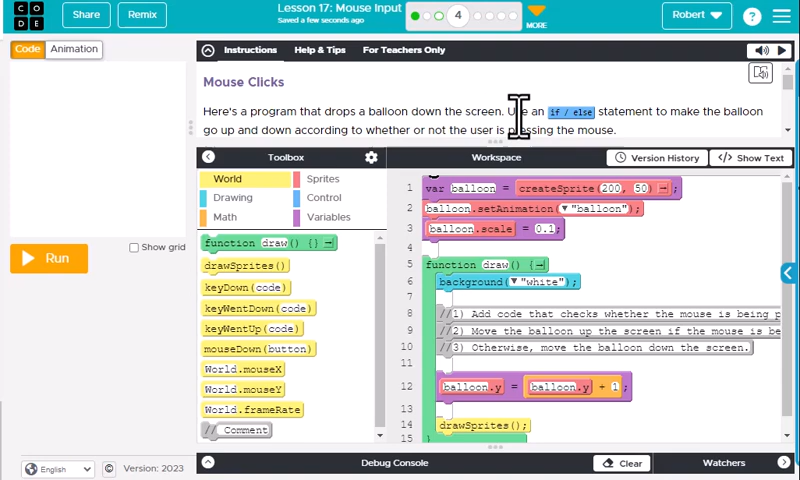 C O
D E
Share
Remix
Lesson 17: Mouse Input
Saved a few seconds ago
4
MORE
Robert
?
Code
Animation
Instructions
Help & Tips
For Teachers Only
Mouse Clicks
Here's a program that drops a balloon down the screen. Use an if / else statement to make the balloon
go up and down according to whether or not the user is pressing the mouse.
Toolbox
Workspace
Version History
</> Show Text
World
Sprites
Drawing
Control
Math
Variables
Show grid
Run
function draw() {}
drawSprites()
keyDown(code)
keyWentDown(code)
keyWentUp(code)
mouseDown(button)
World.mouseX
World.mouseY
World.frameRate
// Comment
1 var balloon = createSprite(200, 50);
2 balloon.setAnimation(▼"balloon");
3 balloon.scale = 0.1;
4
5 function draw() {
6 background(▼"white");
7
8 //1) Add code that checks whether the mouse is being p
9 //2) Move the balloon up the screen if the mouse is be
10 //3) Otherwise, move the balloon down the screen.
11
12 balloon.y = balloon.y + 1;
13
14 drawSprites();
15 }
English
©
Version: 2023
Debug Console
Clear
Watchers